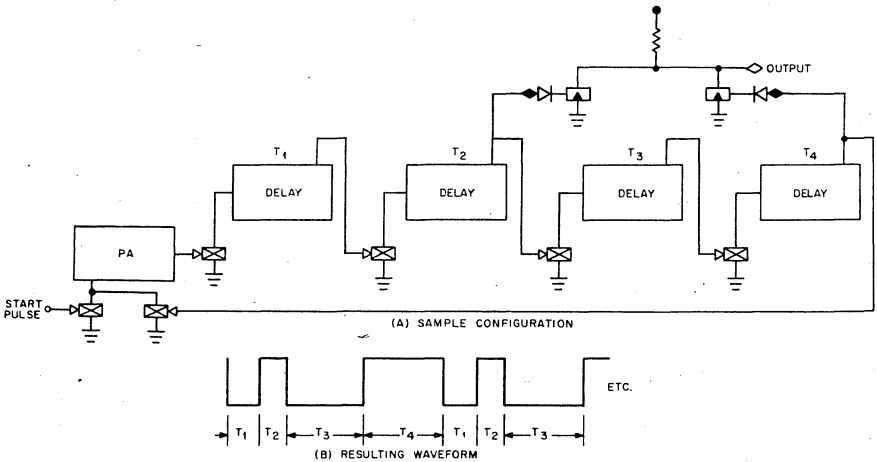 OUTPUT
T1 T2 T3 T4
DELAY DELAY DELAY DELAY
PA
START
PULSE
(A) SAMPLE CONFIGURATION
ETC.
T1 T2 T3 T4 T1 T2 T3
(B) RESULTING WAVEFORM